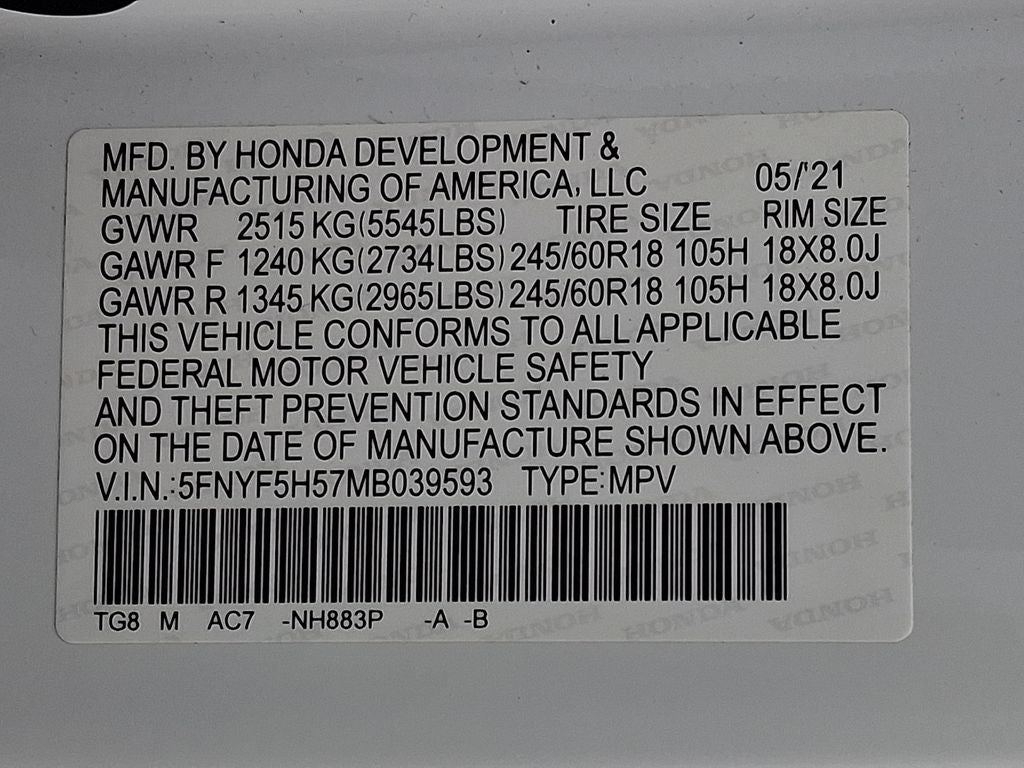 MFD. BY HONDA DEVELOPMENT &
MANUFACTURING OF AMERICA, LLC 05/'21
GVWR 2515 KG(5545LBS) TIRE SIZE RIM SIZE
GAWR F 1240 KG(2734LBS) 245/60R18 105H 18X8.0J
GAWR R 1345 KG(2965LBS) 245/60R18 105H 18X8.0J
THIS VEHICLE CONFORMS TO ALL APPLICABLE
FEDERAL MOTOR VEHICLE SAFETY
AND THEFT PREVENTION STANDARDS IN EFFECT
ON THE DATE OF MANUFACTURE SHOWN ABOVE.
V.I.N.:5FNYF5H57MB039593 TYPE:MPV
TG8 M AC7 -NH883P -A -B